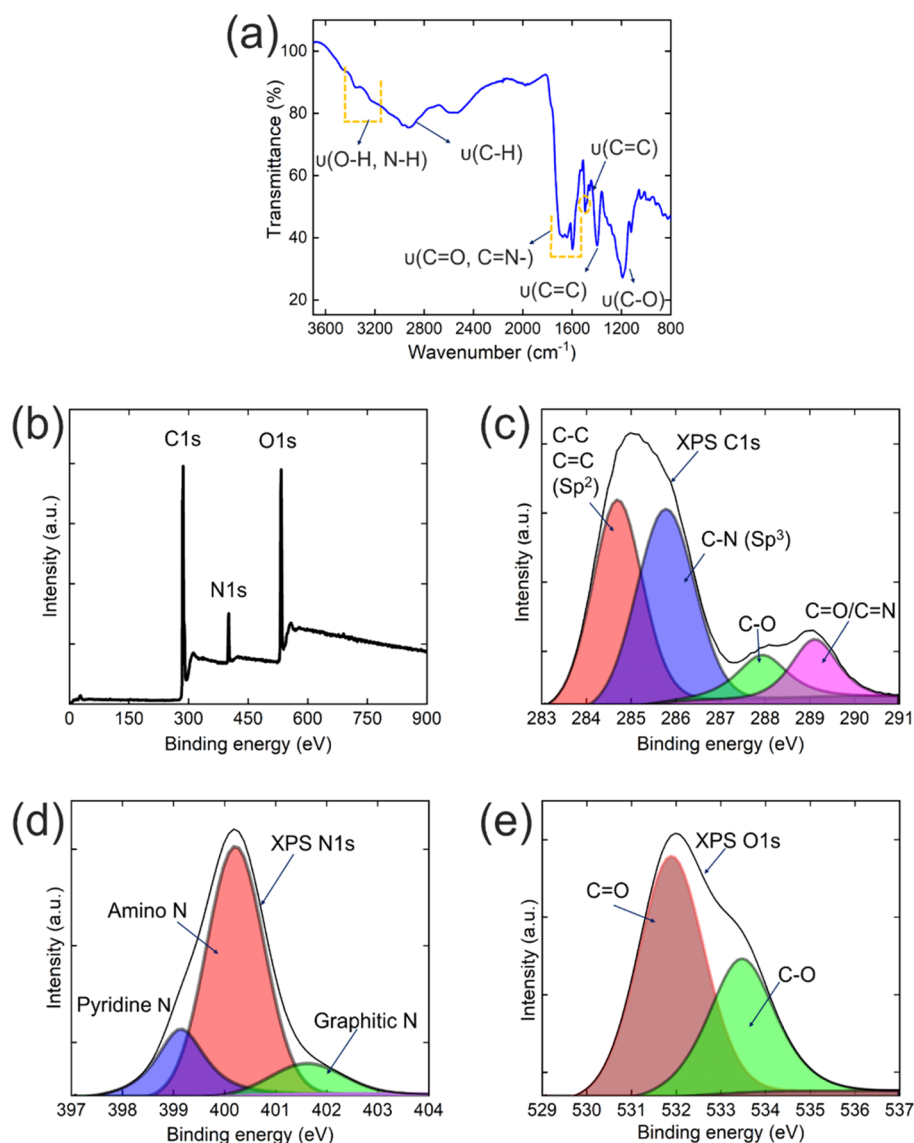 (a)
100
80
60
40
20
Transmittance (%)
υ(O-H, N-H)
υ(C-H)
υ(C=C)
υ(C=O, C=N-)
υ(C=C)
υ(C-O)
3600 3200 2800 2400 2000 1600 1200 800
Wavenumber (cm⁻¹)
(b)
C1s
O1s
N1s
Intensity (a.u.)
0 300 450 600 750 900
Binding energy (eV)
(c)
C-C
C=C
(Sp²)
XPS C1s
C-N (Sp³)
C-O
C=O/C=N
Intensity (a.u.)
283 284 285 286 287 288 289 290 291
Binding energy (eV)
(d)
XPS N1s
Amino N
Pyridine N
Graphitic N
Intensity (a.u.)
397 398 399 400 401 402 403 404
Binding energy (eV)
(e)
XPS O1s
C=O
C-O
Intensity (a.u.)
529 530 531 532 533 534 535 536 537
Binding energy (eV)